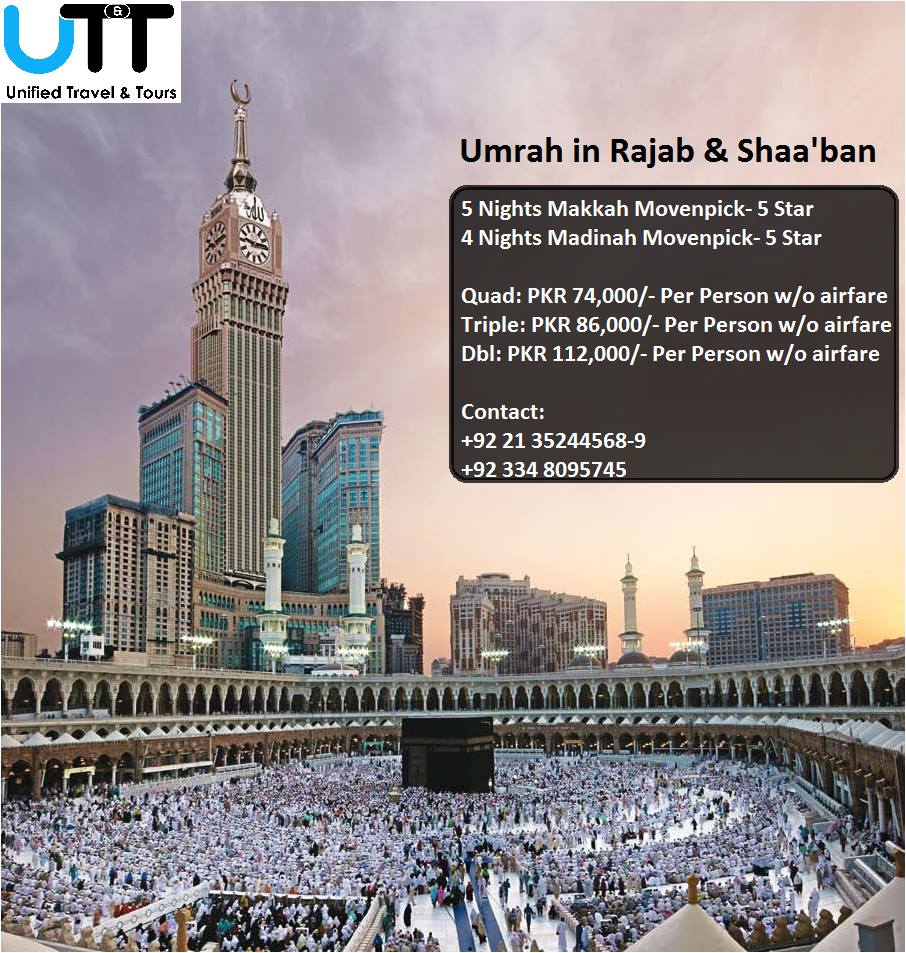 U&TT
Unified Travel & Tours
Umrah in Rajab & Shaa'ban
5 Nights Makkah Movenpick- 5 Star
4 Nights Madinah Movenpick- 5 Star
Quad: PKR 74,000/- Per Person w/o airfare
Triple: PKR 86,000/- Per Person w/o airfare
Dbl: PKR 112,000/- Per Person w/o airfare
Contact:
+92 21 35244568-9
+92 334 8095745
الله